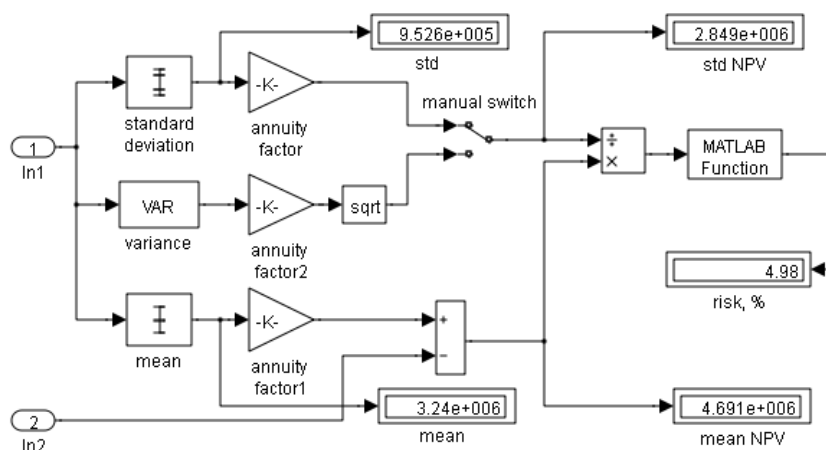 9.526e+005
std
2.849e+006
std NPV
-K-
standard
deviation
annuity
factor
manual switch
1
In1
÷
×
MATLAB
Function
VAR
variance
-K-
annuity
factor2
sqrt
4.98
risk, %
mean
-K-
annuity
factor1
+
−
2
In2
3.24e+006
mean
4.691e+006
mean NPV